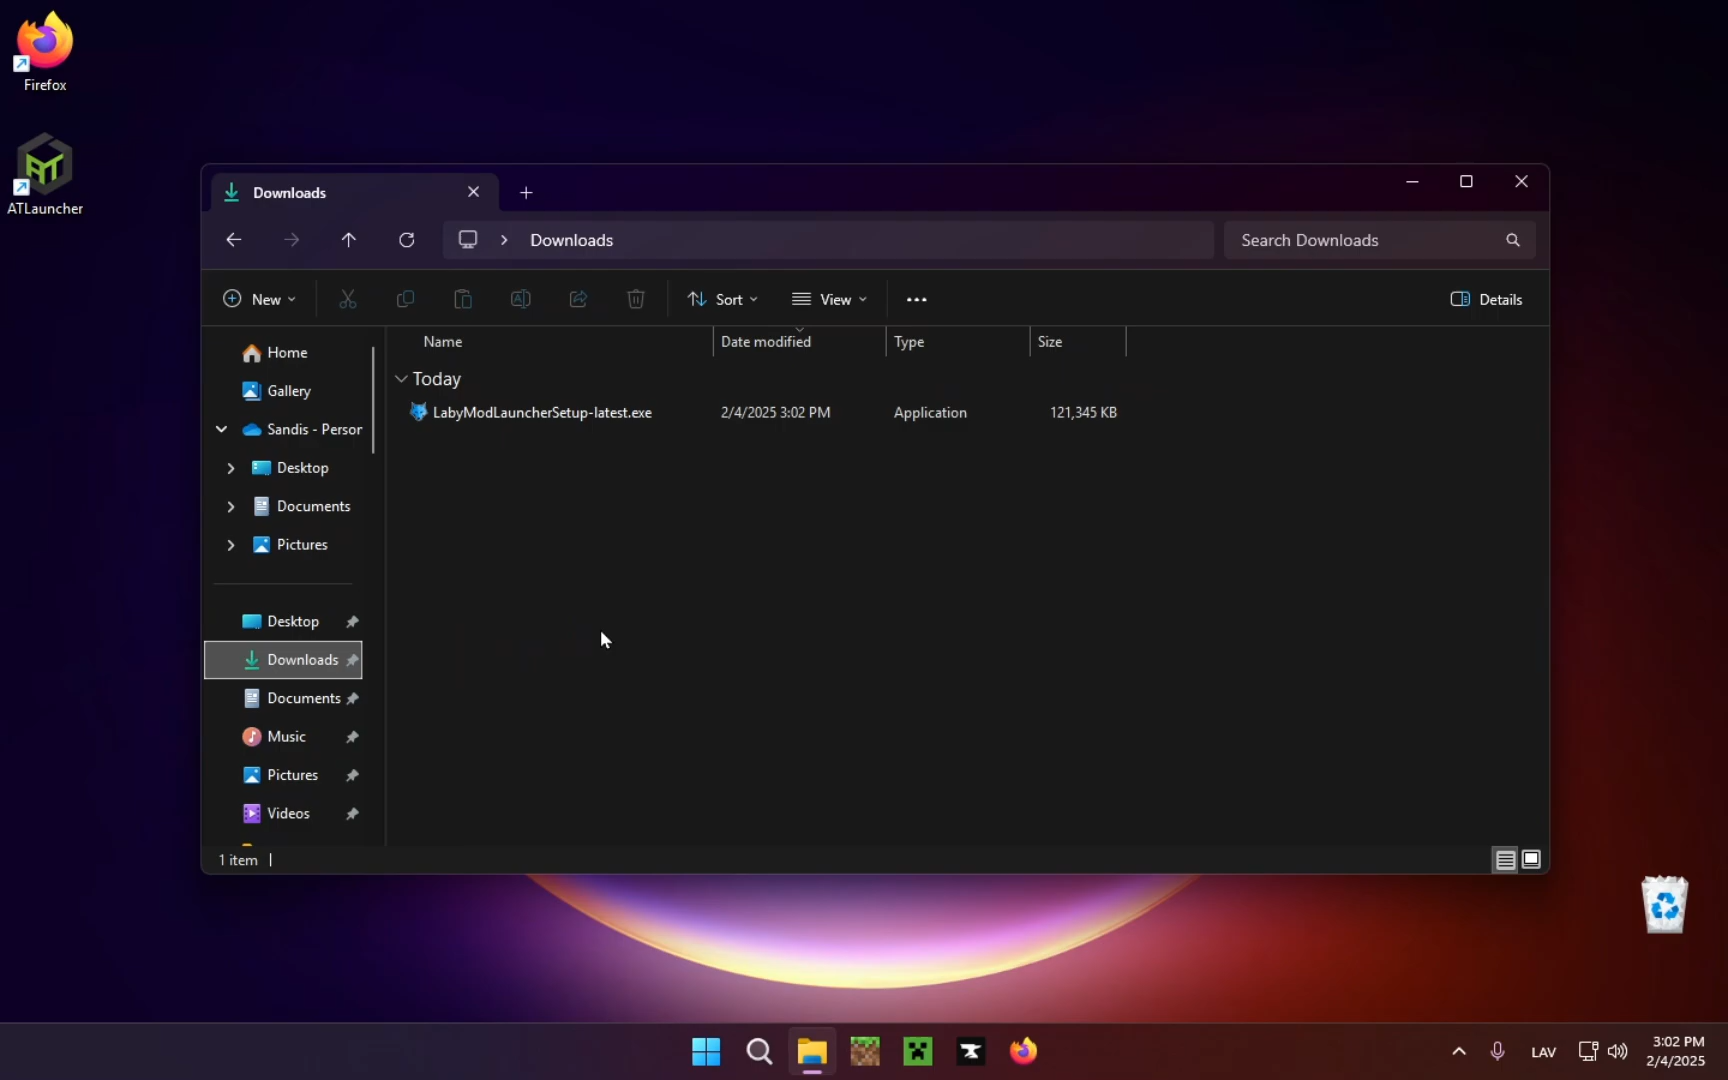 Firefox
ATLauncher
Downloads
Downloads
Search Downloads
New
Sort
View
Details
Name Date modified Type Size
Today
LabyModLauncherSetup-latest.exe 2/4/2025 3:02 PM Application 121,345 KB
Home
Gallery
Sandis - Person
Desktop
Documents
Pictures
Desktop
Downloads
Documents
Music
Pictures
Videos
1 item
LAV
3:02 PM
2/4/2025